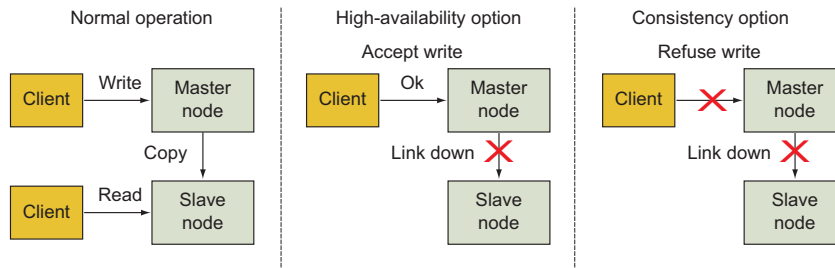 Normal operation
Client
Write
Master
node
Copy
Client
Read
Slave
node
High-availability option
Accept write
Client
Ok
Master
node
Link down
Slave
node
Consistency option
Refuse write
Client
Master
node
Link down
Slave
node